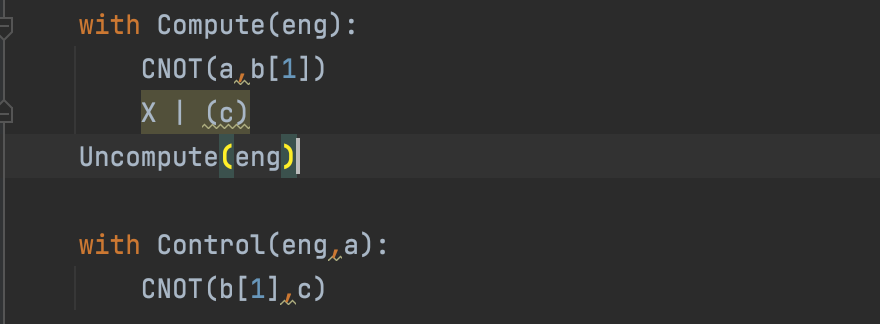 with Compute(eng):
CNOT(a,b[1])
X | (c)
Uncompute(eng)
with Control(eng,a):
CNOT(b[1],c)